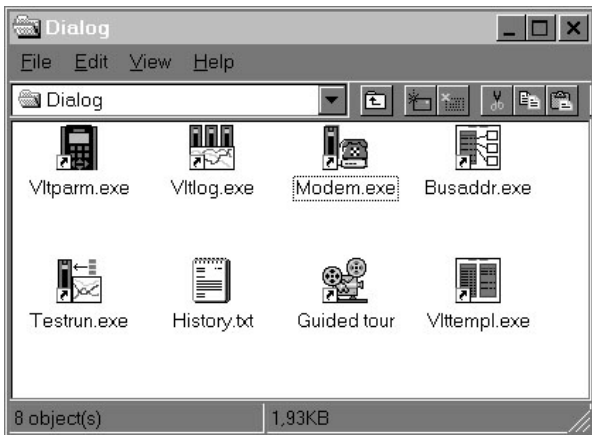 Dialog
File Edit View Help
Dialog
Vltparm.exe Vltlog.exe Modem.exe Busaddr.exe
Testrun.exe History.txt Guided tour Vlttempl.exe
8 object(s) 1,93KB